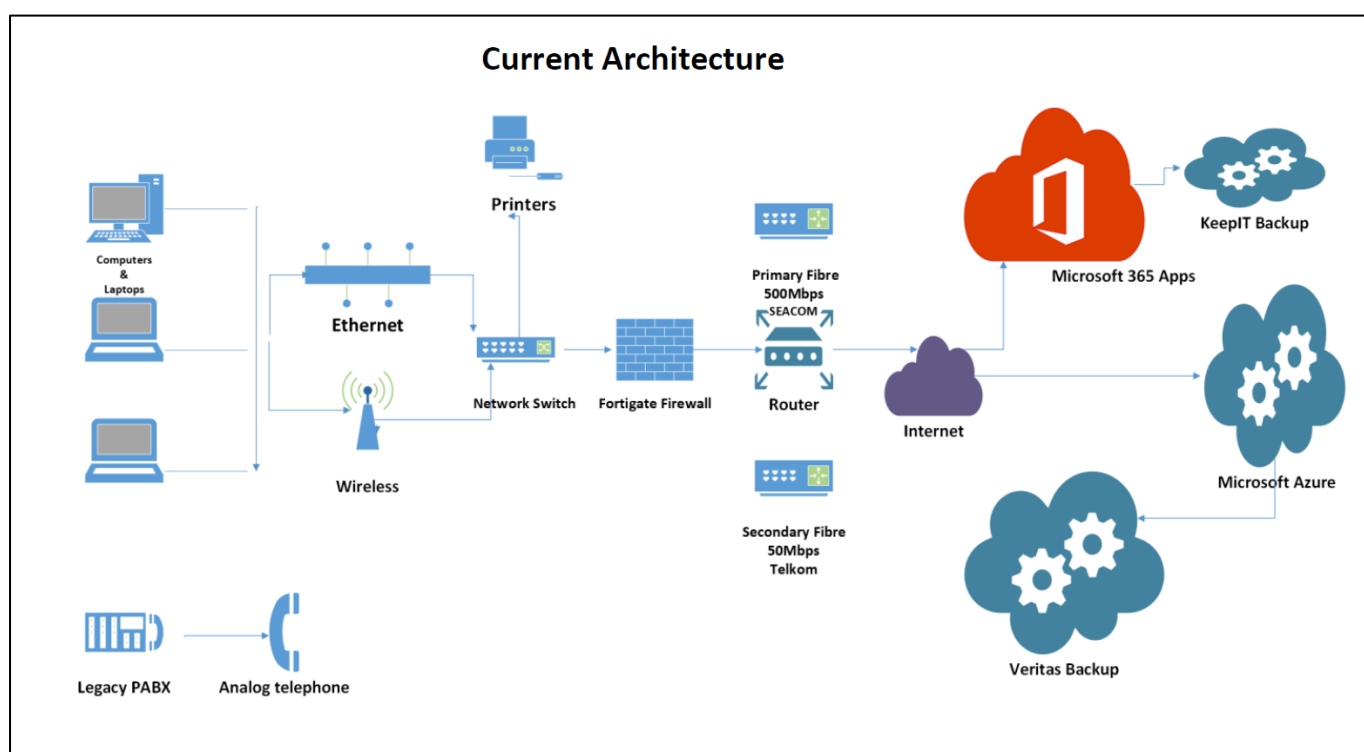 Current Architecture
Printers
Computers
&
Laptops
Ethernet
Wireless
Network Switch
Fortigate Firewall
Primary Fibre
500Mbps
SEACOM
Router
Secondary Fibre
50Mbps
Telkom
Internet
Microsoft 365 Apps
KeepIT Backup
Microsoft Azure
Veritas Backup
Legacy PABX
Analog telephone